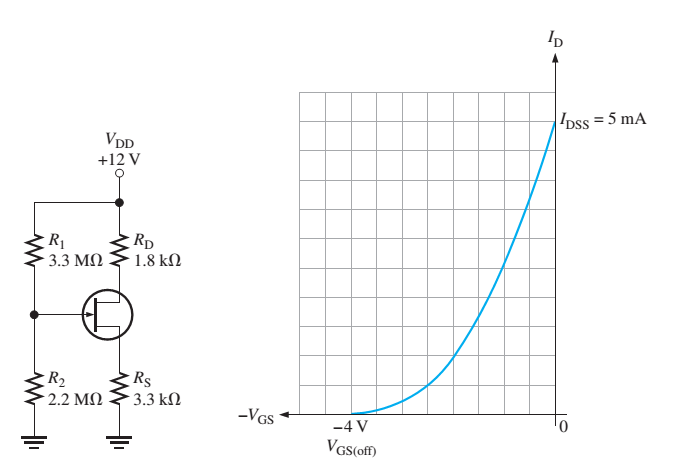 V_DD
+12 V
R_1
3.3 MΩ
R_D
1.8 kΩ
R_2
2.2 MΩ
R_S
3.3 kΩ
I_D
I_DSS = 5 mA
–V_GS
–4 V
V_GS(off)
0